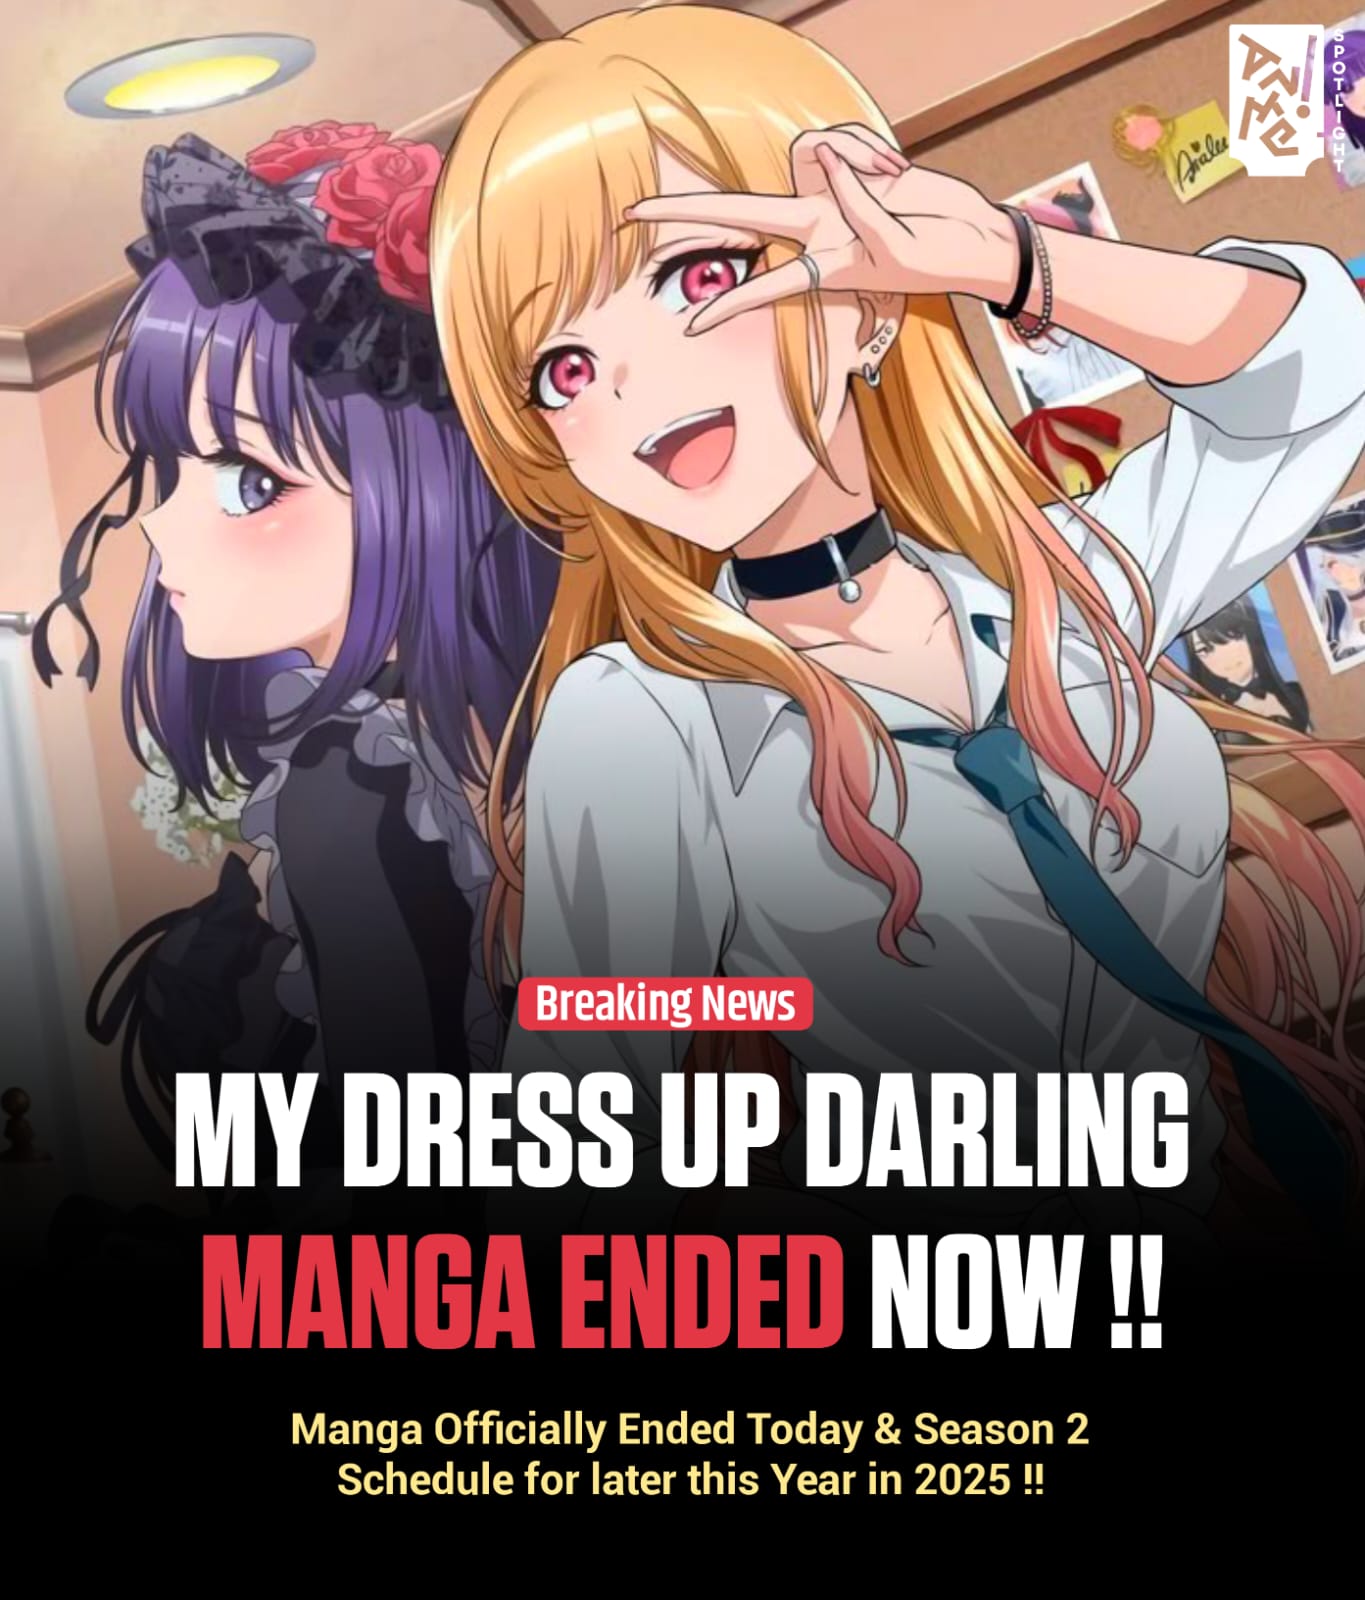 ANIME!
SPOTLIGHT
Breaking News
MY DRESS UP DARLING
MANGA ENDED NOW !!
Manga Officially Ended Today & Season 2
Schedule for later this Year in 2025 !!